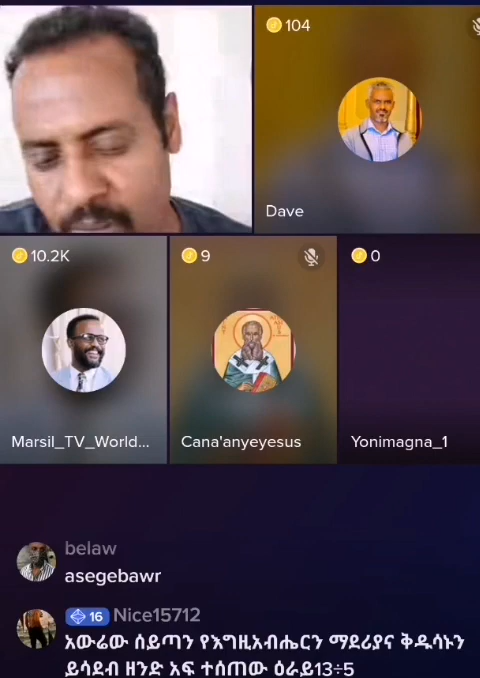 104
Dave
10.2K
9
0
Marsil_TV_World...
Cana'anyeyesus
Yonimagna_1
belaw
asegebawr
16 Nice15712
አውሬው ሰይጣን የእግዚአብሔርን ማደሪያና ቅዱሳኑን
ይሳደብ ዘንድ አፍ ተሰጠው ዕራይ13÷5